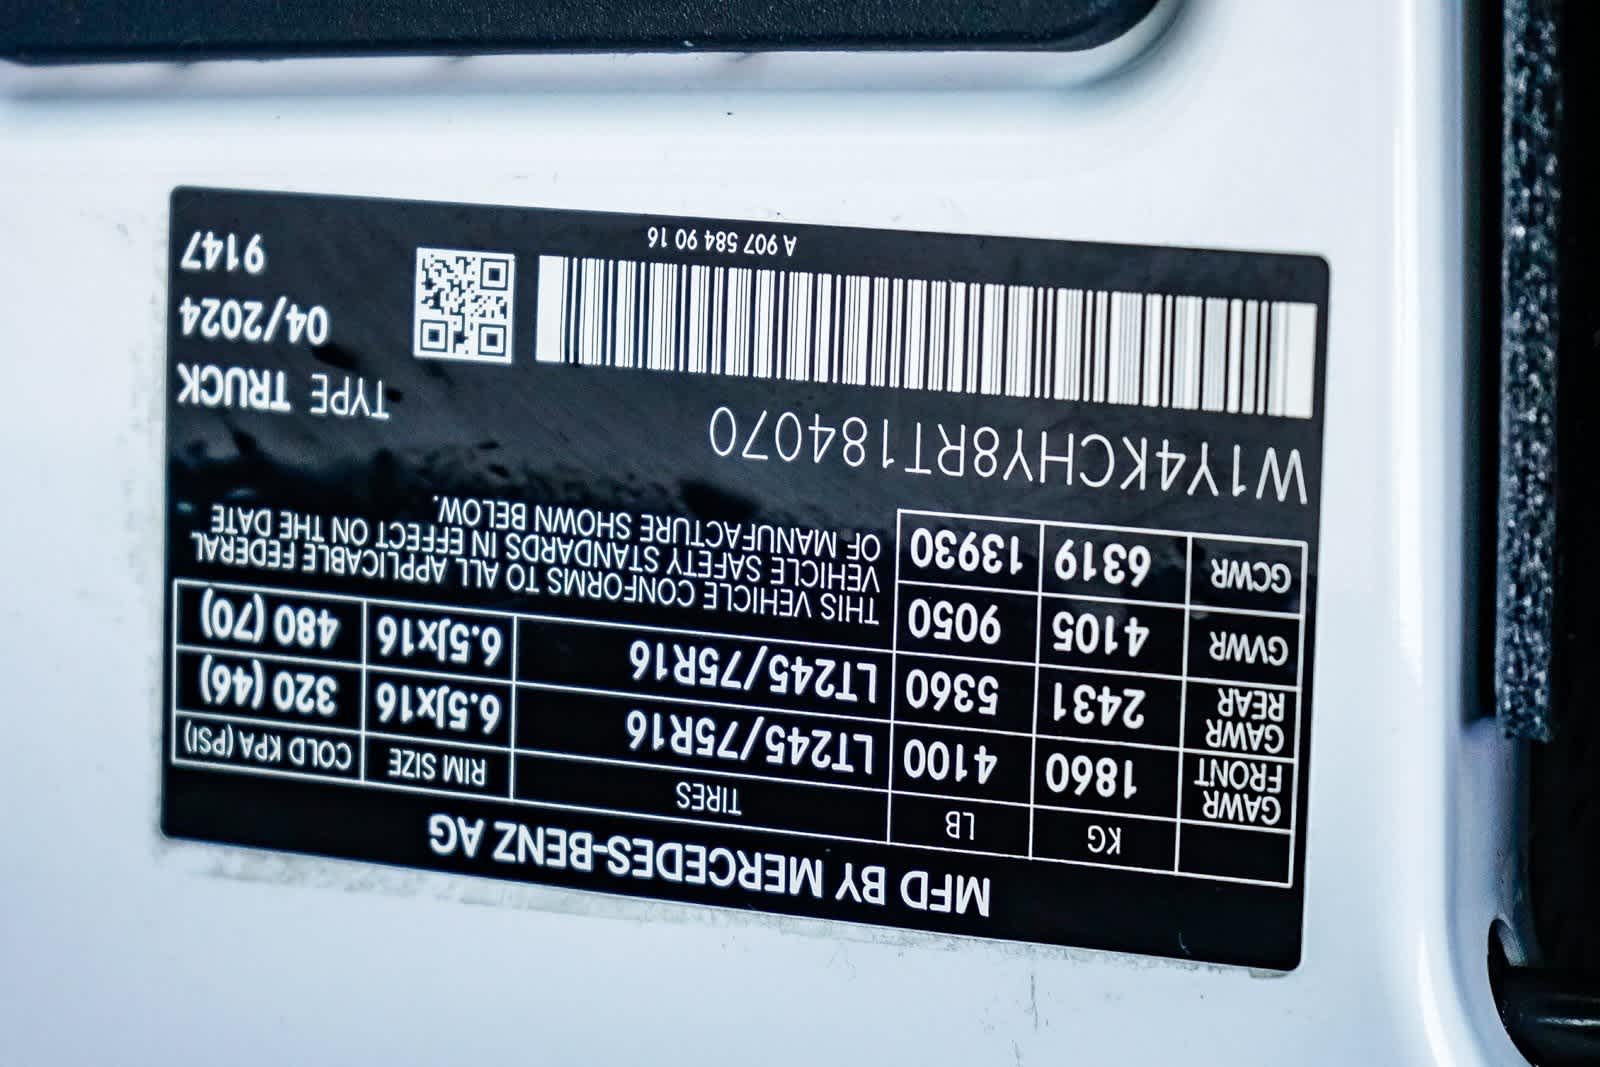 MFD BY MERCEDES-BENZ AG
KG LB TIRES RIM SIZE COLD KPA (PSI)
GAWR FRONT 1860 4100 LT245/75R16 6.5Jx16 320 (46)
GAWR REAR 2431 5360 LT245/75R16 6.5Jx16 480 (70)
GVWR 4105 9050
GCWR 6319 13930
THIS VEHICLE CONFORMS TO ALL APPLICABLE FEDERAL
VEHICLE SAFETY STANDARDS IN EFFECT ON THE DATE
OF MANUFACTURE SHOWN BELOW.
W1Y4KCHY8RT184070
TYPE TRUCK
04/2024
9147
A 907 584 90 16